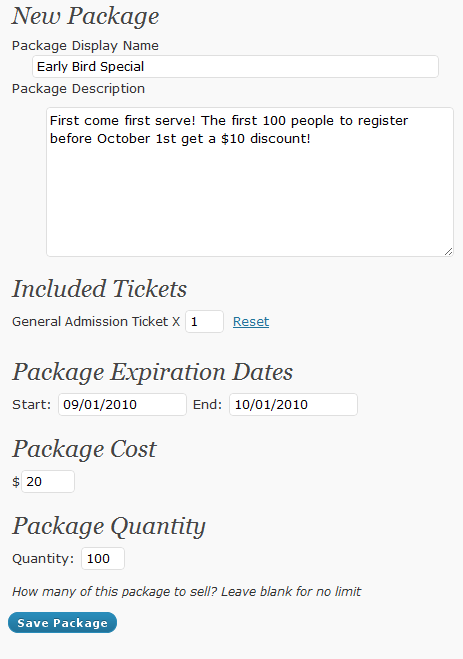 New Package
Package Display Name
Early Bird Special
Package Description
First come first serve! The first 100 people to register
before October 1st get a $10 discount!
Included Tickets
General Admission Ticket X 1 Reset
Package Expiration Dates
Start: 09/01/2010 End: 10/01/2010
Package Cost
$ 20
Package Quantity
Quantity: 100
How many of this package to sell? Leave blank for no limit
Save Package